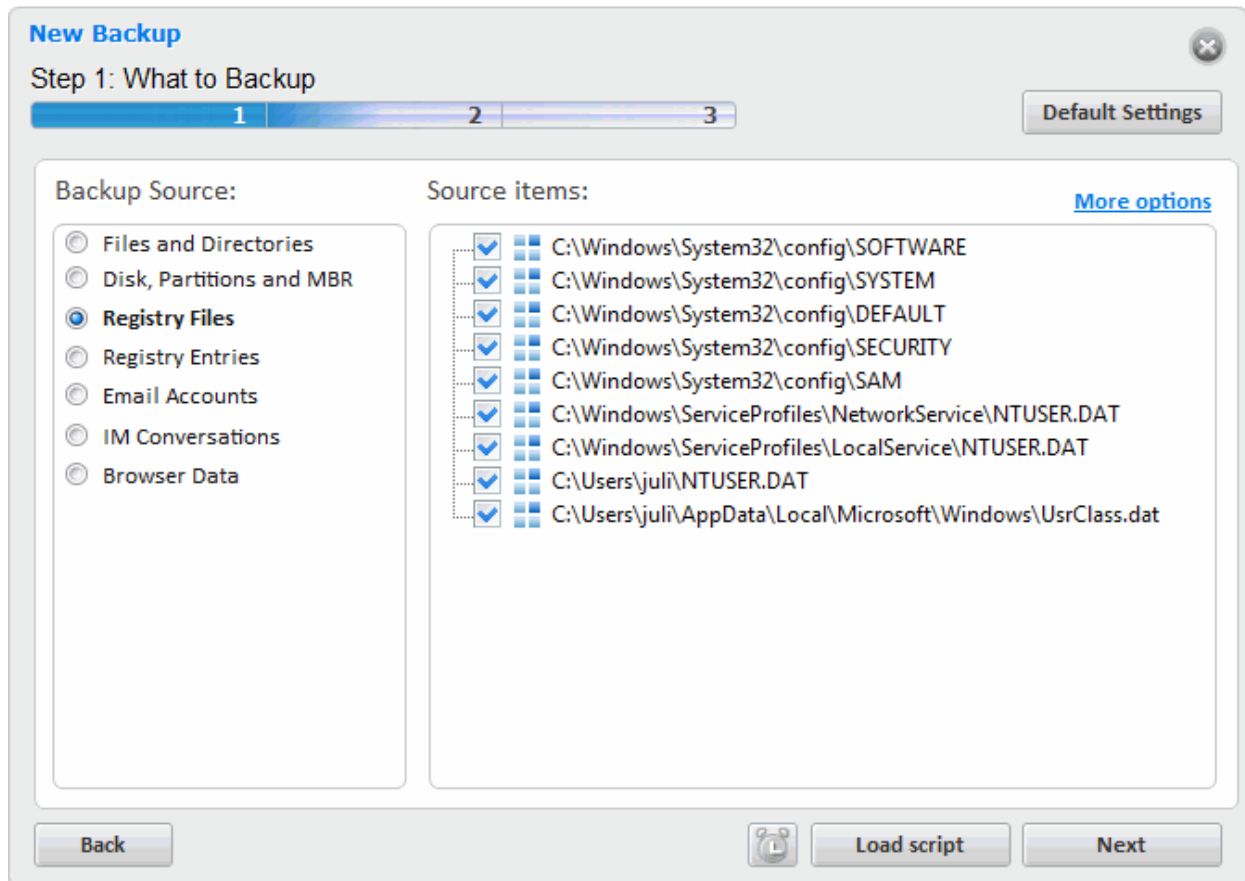 New Backup
Step 1: What to Backup
1 2 3
Default Settings
Backup Source:
Files and Directories
Disk, Partitions and MBR
Registry Files
Registry Entries
Email Accounts
IM Conversations
Browser Data
Source items:
More options
C:\Windows\System32\config\SOFTWARE
C:\Windows\System32\config\SYSTEM
C:\Windows\System32\config\DEFAULT
C:\Windows\System32\config\SECURITY
C:\Windows\System32\config\SAM
C:\Windows\ServiceProfiles\NetworkService\NTUSER.DAT
C:\Windows\ServiceProfiles\LocalService\NTUSER.DAT
C:\Users\juli\NTUSER.DAT
C:\Users\juli\AppData\Local\Microsoft\Windows\UsrClass.dat
Back
Load script
Next